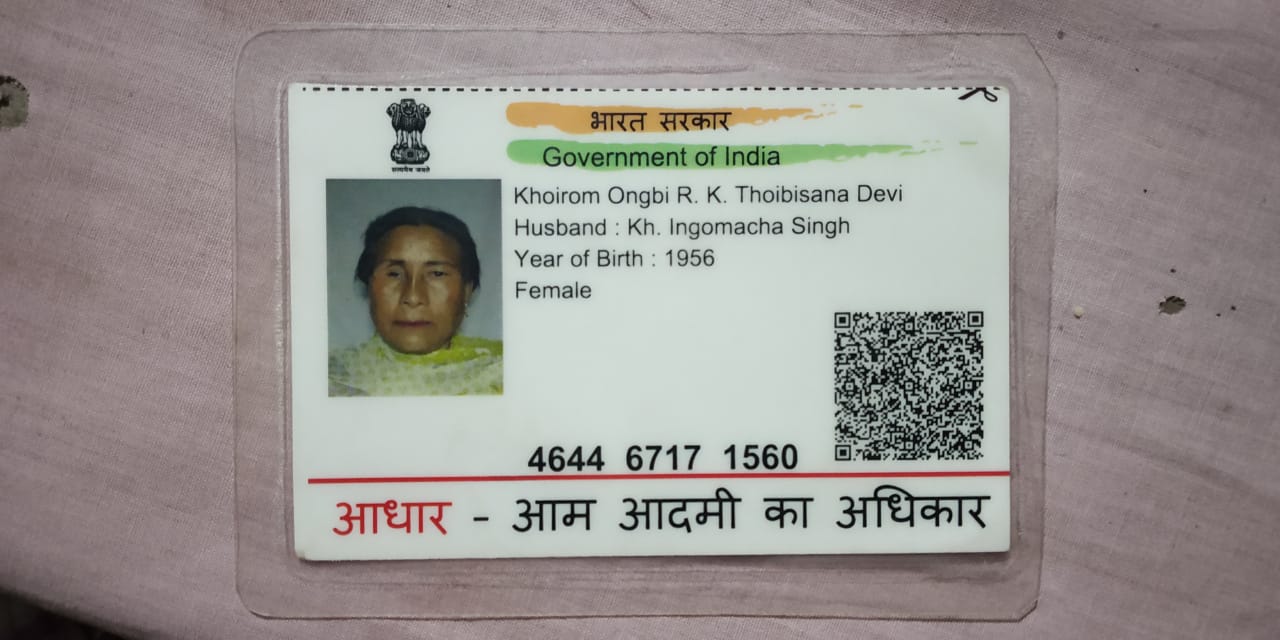 भारत सरकार
Government of India
सत्यमेव जयते
Khoirom Ongbi R. K. Thoibisana Devi
Husband : Kh. Ingomacha Singh
Year of Birth : 1956
Female
4644 6717 1560
आधार - आम आदमी का अधिकार